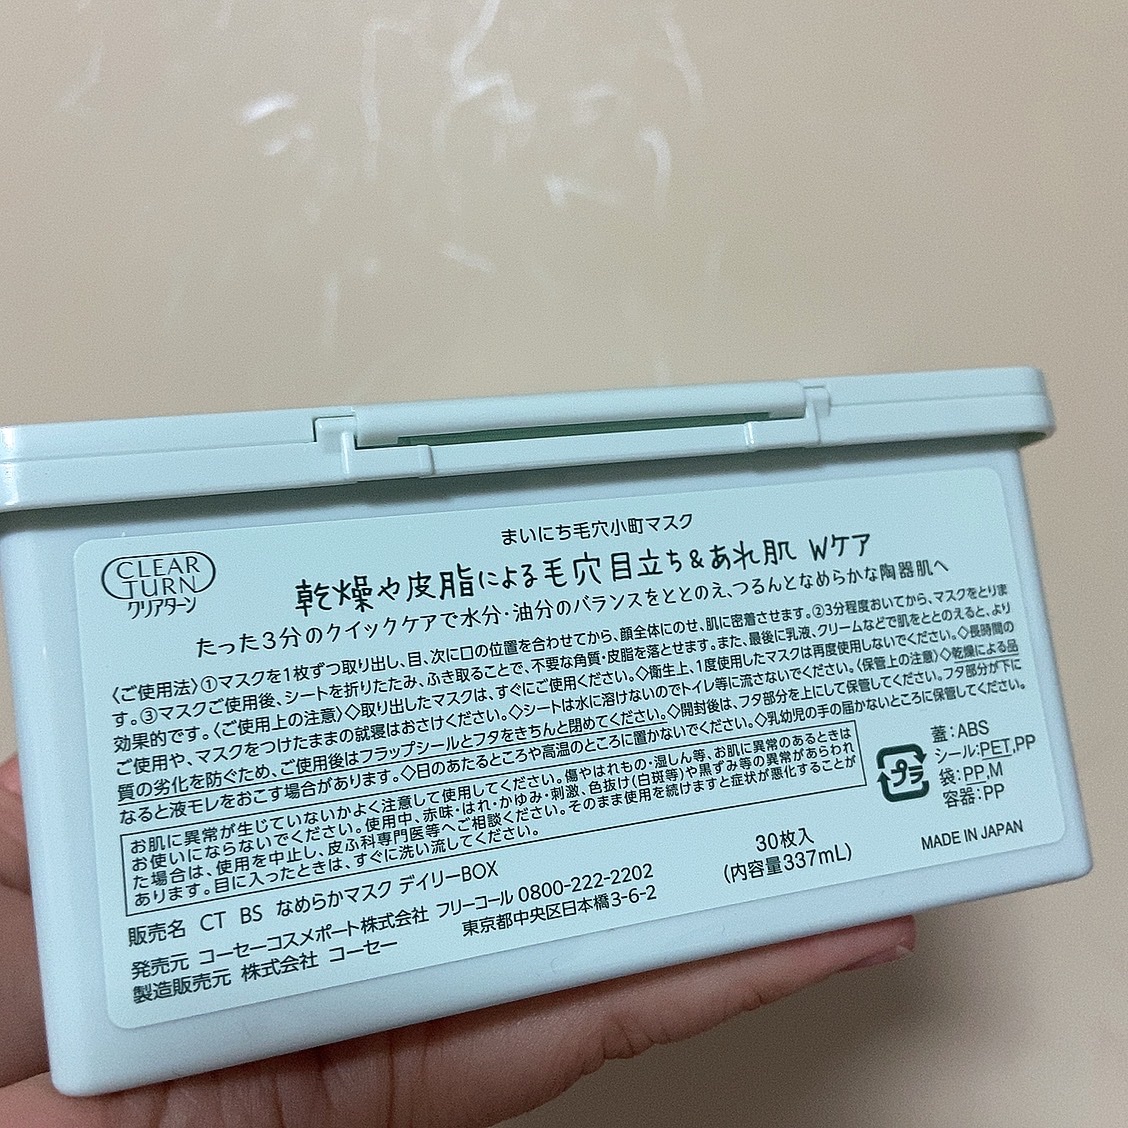 CLEAR
TURN
クリアターン
まいにち毛穴小町マスク
乾燥や皮脂による毛穴目立ち&あれ肌 Wケア
たった3分のクイックケアで水分・油分のバランスをととのえ、つるんとなめらかな陶器肌へ
〈ご使用法〉①マスクを1枚ずつ取り出し、目、次に口の位置を合わせてから、顔全体にのせ、肌に密着させます。②3分程度おいてから、マスクをとりま
す。③マスクご使用後、シートを折りたたみ、ふき取ることで、不要な角質・皮脂を落とせます。また、最後に乳液、クリームなどで肌をととのえると、より
効果的です。〈ご使用上の注意〉◇取り出したマスクは、すぐにご使用ください。◇衛生上、1度使用したマスクは再度使用しないでください。◇長時間の
ご使用や、マスクをつけたままの就寝はおさけください。◇シートは水に溶けないのでトイレ等に流さないでください。〈保管上の注意〉◇乾燥による品
質の劣化を防ぐため、ご使用後はフラップシールとフタをきちんと閉めてください。◇開封後は、フタ部分を上にして保管してください。フタ部分が下に
なると液モレをおこす場合があります。◇日のあたるところや高温のところに置かないでください。◇乳幼児の手の届かないところに保管してください。
お肌に異常が生じていないかよく注意して使用してください。傷やはれもの・湿しん等、お肌に異常のあるときは
お使いにならないでください。使用中、赤味・はれ・かゆみ・刺激、色抜け(白斑等)や黒ずみ等の異常があらわれ
た場合は、使用を中止し、皮ふ科専門医等へご相談ください。そのまま使用を続けますと症状が悪化することが
あります。目に入ったときは、すぐに洗い流してください。
プラ
蓋:ABS
シール:PET,PP
袋:PP,M
容器:PP
販売名 CT BS なめらかマスク デイリーBOX
発売元 コーセーコスメポート株式会社 フリーコール 0800-222-2202
製造販売元 株式会社 コーセー 東京都中央区日本橋3-6-2
30枚入
(内容量337mL)
MADE IN JAPAN